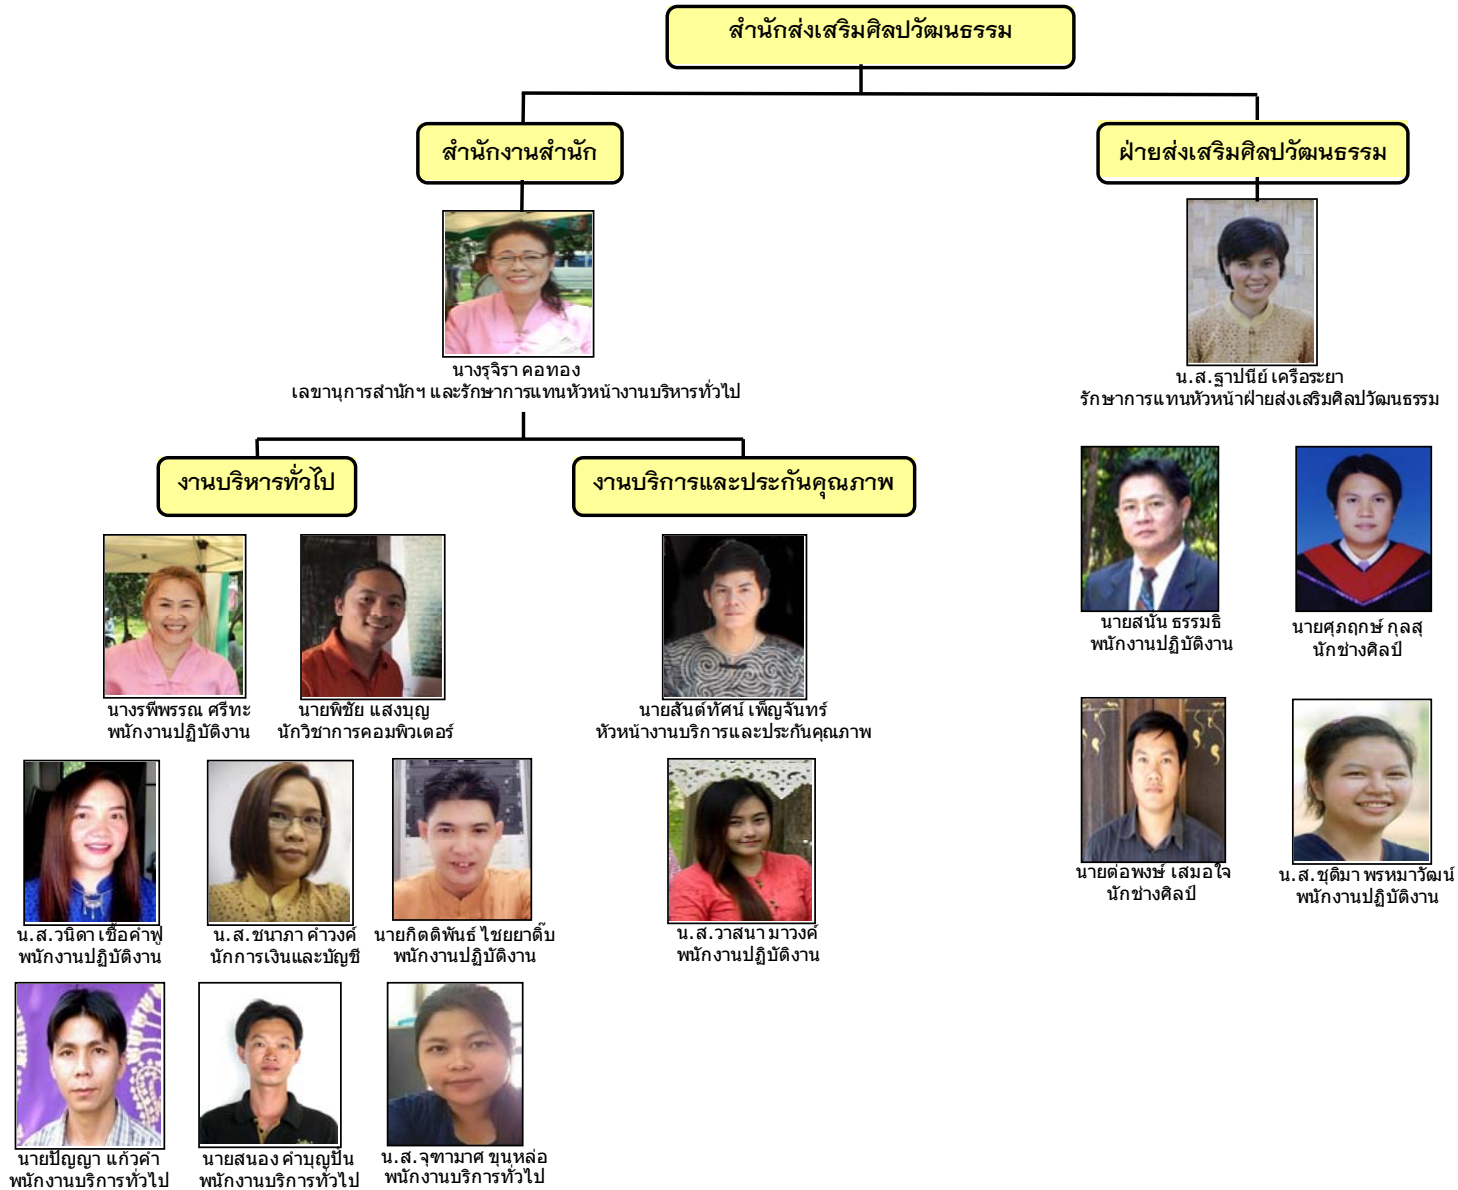 สำนักส่งเสริมศิลปวัฒนธรรม
สำนักงานสำนัก
ฝ่ายส่งเสริมศิลปวัฒนธรรม
นางรุจิรา คอทอง
เลขานุการสำนักฯ และรักษาการแทนหัวหน้างานบริหารทั่วไป
น.ส.ฐาปนีย์ เครือระยา
รักษาการแทนหัวหน้าฝ่ายส่งเสริมศิลปวัฒนธรรม
งานบริหารทั่วไป
งานบริการและประกันคุณภาพ
นายสนั่น ธรรมธิ
พนักงานปฏิบัติงาน
นายศุภฤกษ์ กุลสุ
นักช่างศิลป์
นางรพีพรรณ ศรีทะ
พนักงานปฏิบัติงาน
นายพิชัย แสงบุญ
นักวิชาการคอมพิวเตอร์
นายสันต์ทัศน์ เพ็ญจันทร์
หัวหน้างานบริการและประกันคุณภาพ
นายต่อพงษ์ เสมอใจ
นักช่างศิลป์
น.ส.ชุติมา พรหมาวัฒน์
พนักงานปฏิบัติงาน
น.ส.วนิดา เชื้อคำฟู
พนักงานปฏิบัติงาน
น.ส.ชนาภา คำวงค์
นักการเงินและบัญชี
นายกิตติพันธ์ ไชยยาติ๊บ
พนักงานปฏิบัติงาน
น.ส.วาสนา มาวงค์
พนักงานปฏิบัติงาน
นายปัญญา แก้วคำ
พนักงานบริการทั่วไป
นายสนอง คำบุญปั่น
พนักงานบริการทั่วไป
น.ส.จุฑามาศ ขุนหล่อ
พนักงานบริการทั่วไป